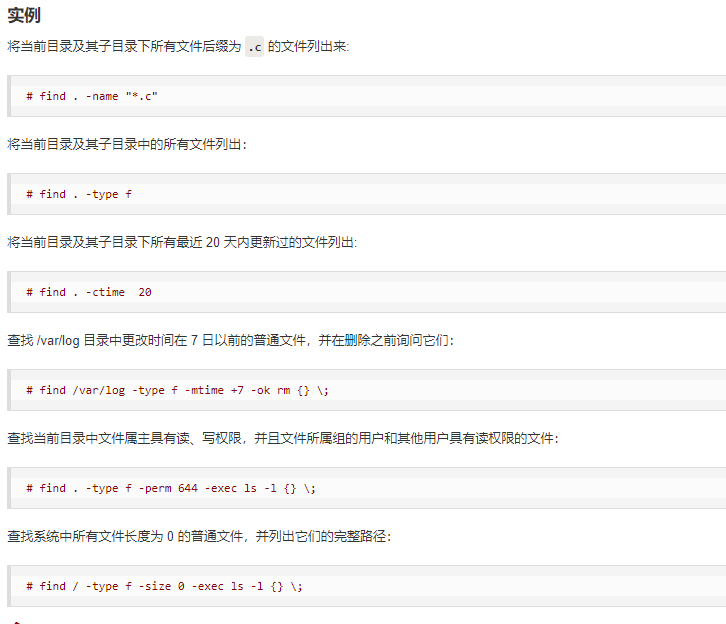 实例
将当前目录及其子目录下所有文件后缀为 .c 的文件列出来:
# find . -name "*.c"
将当前目录及其子目录中的所有文件列出：
# find . -type f
将当前目录及其子目录下所有最近 20 天内更新过的文件列出:
# find . -ctime  20
查找 /var/log 目录中更改时间在 7 日以前的普通文件，并在删除之前询问它们：
# find /var/log -type f -mtime +7 -ok rm {} \;
查找当前目录中文件属主具有读、写权限，并且文件所属组的用户和其他用户具有读权限的文件：
# find . -type f -perm 644 -exec ls -l {} \;
查找系统中所有文件长度为 0 的普通文件，并列出它们的完整路径：
# find / -type f -size 0 -exec ls -l {} \;